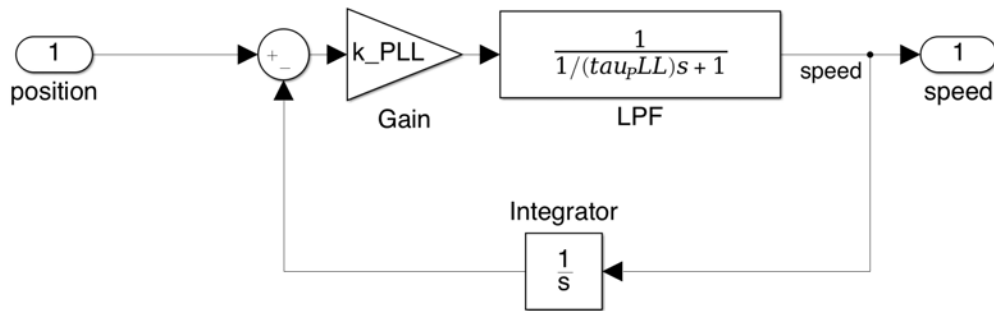 1
position
+
−
k_PLL
Gain
1
1/(tau_PLL)s + 1
LPF
speed
1
speed
Integrator
1
s